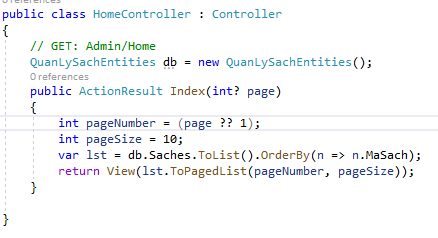 0 references
public class HomeController : Controller
{
// GET: Admin/Home
QuanLySachEntities db = new QuanLySachEntities();
0 references
public ActionResult Index(int? page)
{
int pageNumber = (page ?? 1);
int pageSize = 10;
var lst = db.Saches.ToList().OrderBy(n => n.MaSach);
return View(lst.ToPagedList(pageNumber, pageSize));
}
}